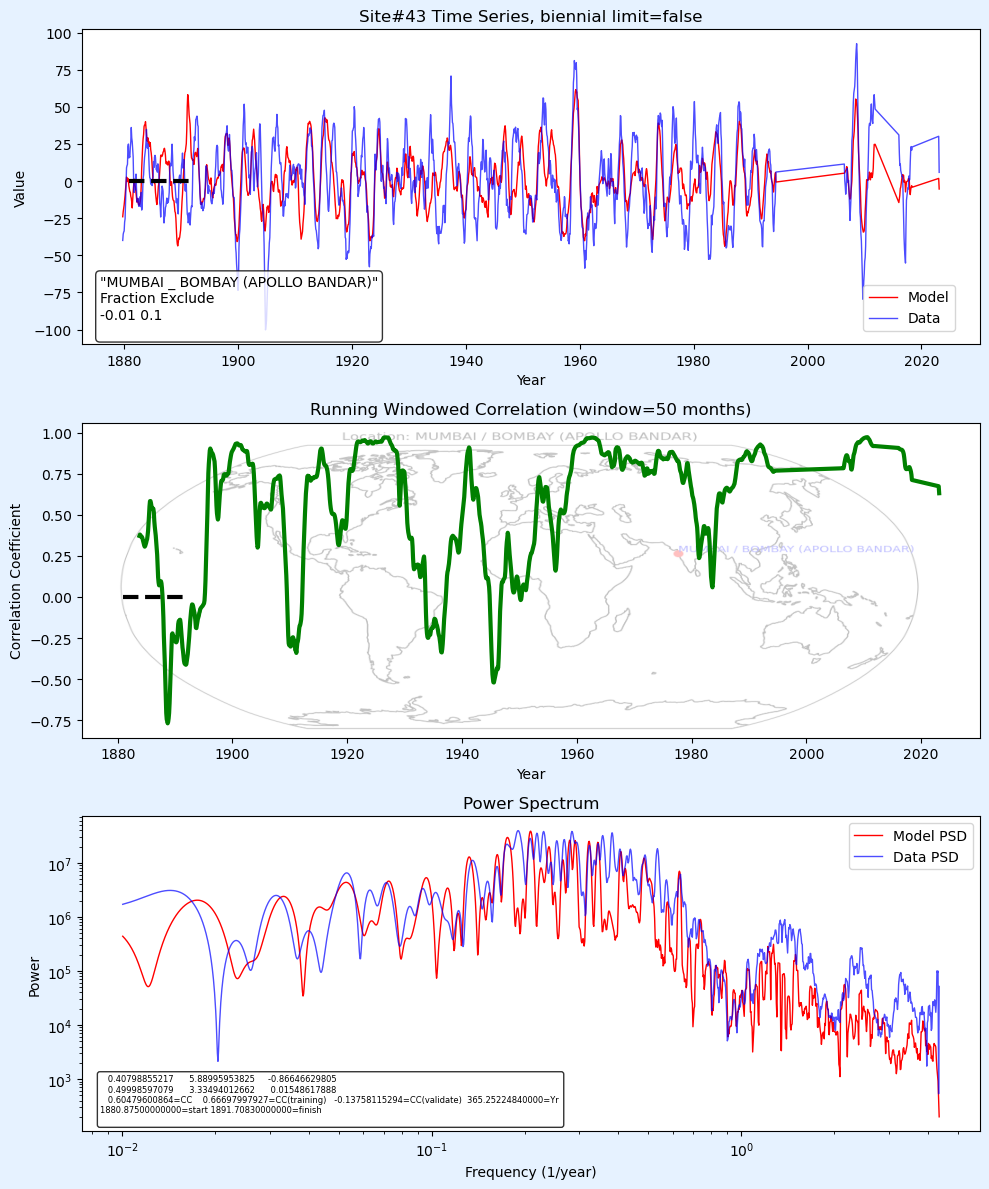 Site#43 Time Series, biennial limit=false
100
75
50
25
0
−25
−50
−75
−100
Value
"MUMBAI _ BOMBAY (APOLLO BANDAR)"
Fraction Exclude
-0.01 0.1
Model
Data
1880 1900 1920 1940 1960 1980 2000 2020
Year
Running Windowed Correlation (window=50 months)
Location: MUMBAI / BOMBAY (APOLLO BANDAR)
MUMBAI / BOMBAY (APOLLO BANDAR)
1.00
0.75
0.50
0.25
0.00
−0.25
−0.50
−0.75
Correlation Coefficient
1880 1900 1920 1940 1960 1980 2000 2020
Year
Power Spectrum
Model PSD
Data PSD
10⁷
10⁶
10⁵
10⁴
10³
Power
0.40798855217 5.88995953825 -0.86646629805
0.49998597079 3.33494012662 0.01548617888
0.60479600864=CC 0.66697997927=CC(training) -0.13758115294=CC(validate) 365.25224840000=Yr
1880.87500000000=start 1891.70830000000=finish
10⁻² 10⁻¹ 10⁰
Frequency (1/year)